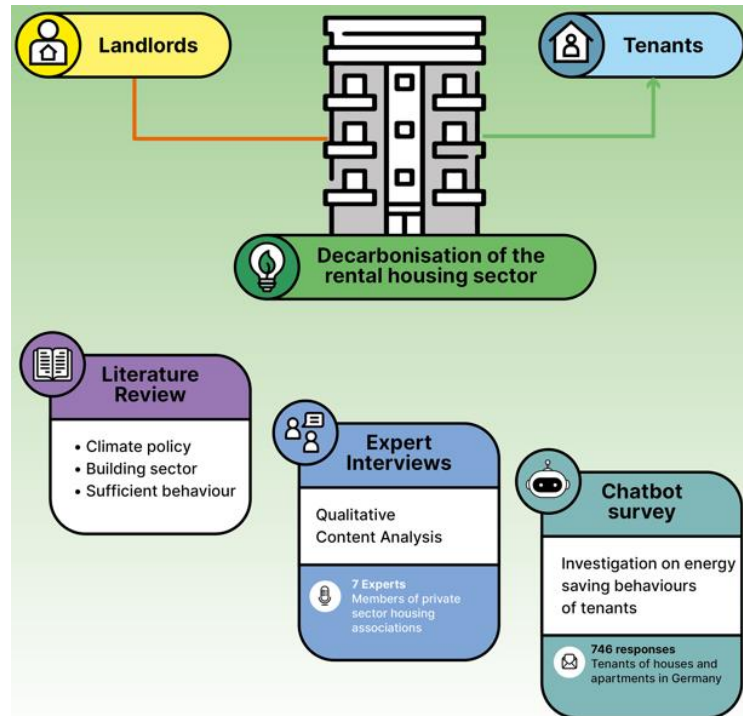 Landlords
Tenants
Decarbonisation of the
rental housing sector
Literature
Review
• Climate policy
• Building sector
• Sufficient behaviour
Expert
Interviews
Qualitative
Content Analysis
7 Experts
Members of private
sector housing
associations
Chatbot
survey
Investigation on energy
saving behaviours
of tenants
746 responses
Tenants of houses and
apartments in Germany